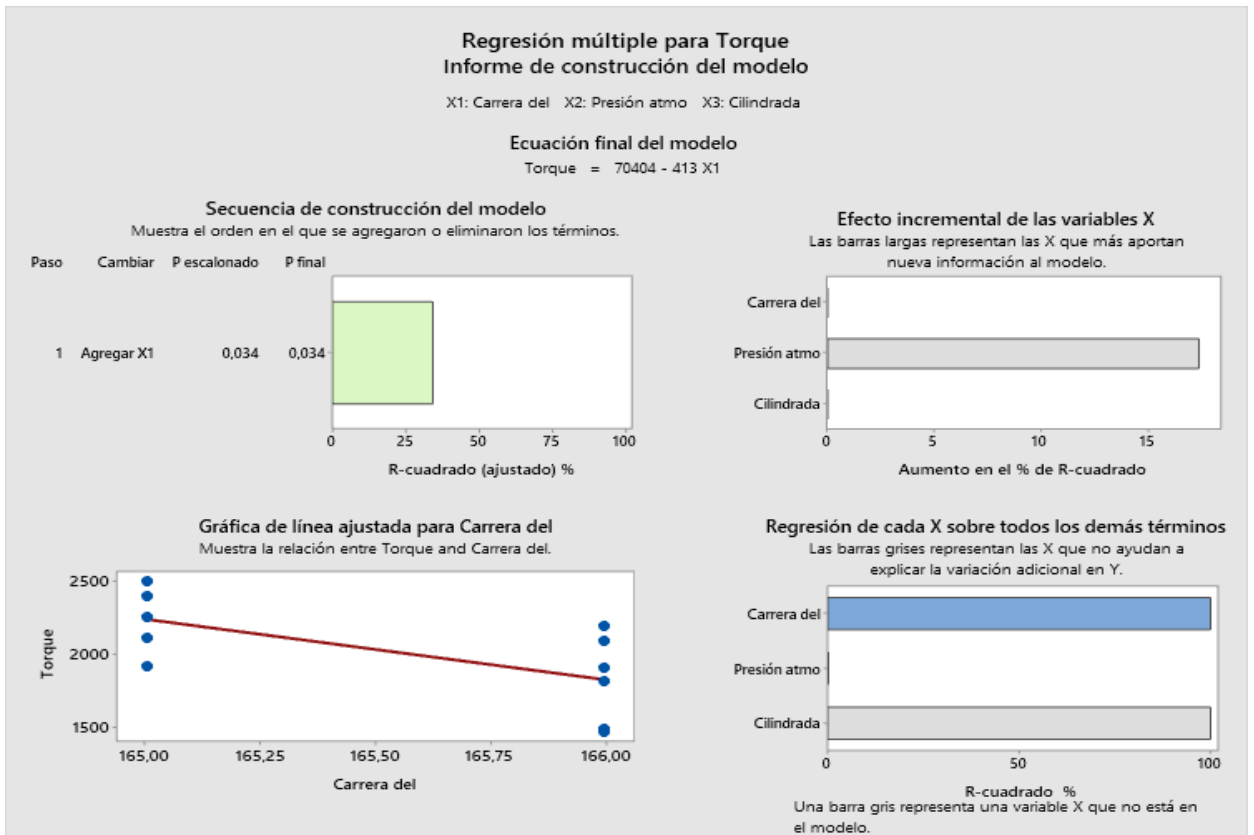 Regresión múltiple para Torque
Informe de construcción del modelo
X1: Carrera del X2: Presión atmo X3: Cilindrada
Ecuación final del modelo
Torque = 70404 - 413 X1
Secuencia de construcción del modelo
Muestra el orden en el que se agregaron o eliminaron los términos.
Paso Cambiar P escalonado P final
1 Agregar X1 0,034 0,034
0 25 50 75 100
R-cuadrado (ajustado) %
Efecto incremental de las variables X
Las barras largas representan las X que más aportan
nueva información al modelo.
Carrera del
Presión atmo
Cilindrada
0 5 10 15
Aumento en el % de R-cuadrado
Gráfica de línea ajustada para Carrera del
Muestra la relación entre Torque and Carrera del.
Torque
2500
2000
1500
165,00 165,25 165,50 165,75 166,00
Carrera del
Regresión de cada X sobre todos los demás términos
Las barras grises representan las X que no ayudan a
explicar la variación adicional en Y.
Carrera del
Presión atmo
Cilindrada
0 50 100
R-cuadrado %
Una barra gris representa una variable X que no está en
el modelo.